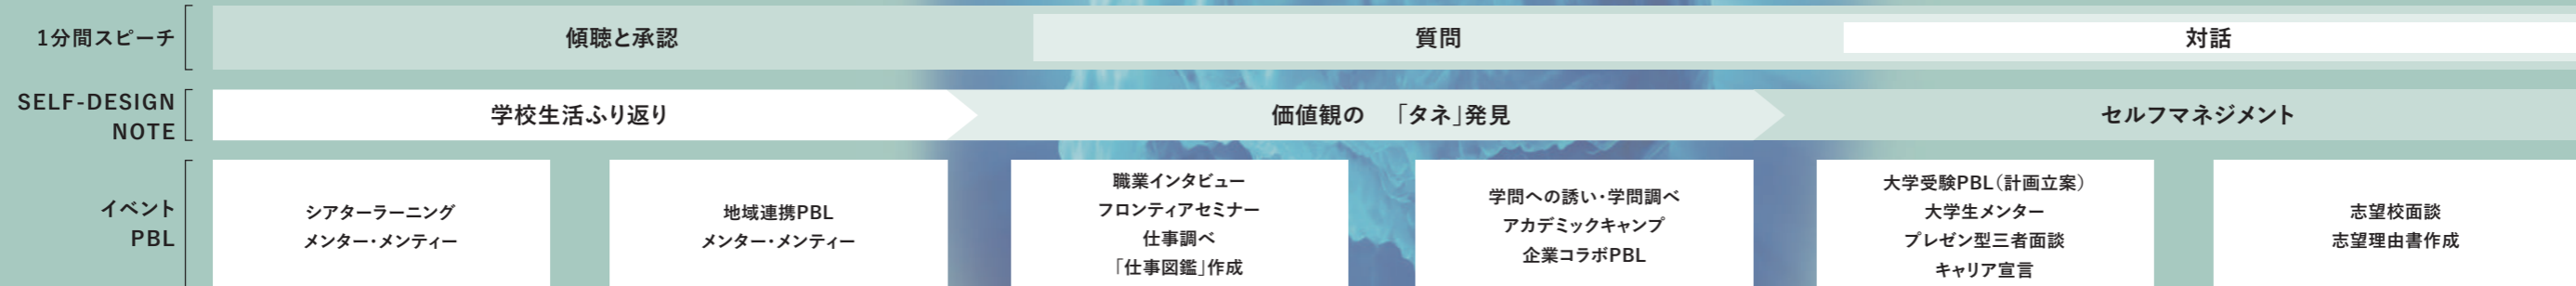 1分間スピーチ
傾聴と承認
質問
対話
SELF-DESIGN
NOTE
学校生活ふり返り
価値観の 「タネ」発見
セルフマネジメント
イベント
PBL
シアターラーニング
メンター・メンティー
地域連携PBL
メンター・メンティー
職業インタビュー
フロンティアセミナー
仕事調べ
「仕事図鑑」作成
学問への誘い・学問調べ
アカデミックキャンプ
企業コラボPBL
大学受験PBL（計画立案）
大学生メンター
プレゼン型三者面談
キャリア宣言
志望校面談
志望理由書作成